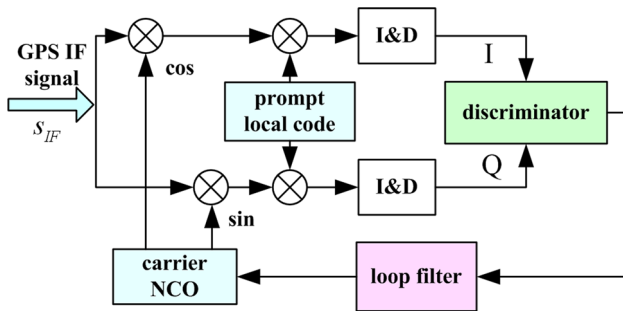 GPS IF
signal
s_IF
cos
I&D
I
prompt
local code
discriminator
sin
I&D
Q
carrier
NCO
loop filter